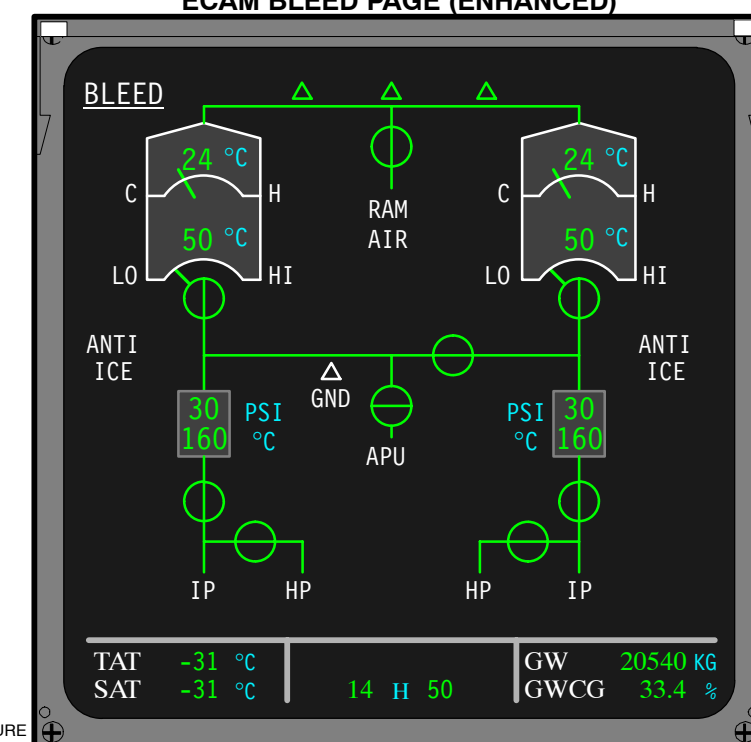 ECAM BLEED PAGE (ENHANCED)
BLEED
24 °C 24 °C
C H C H
RAM
AIR
50 °C 50 °C
LO HI LO HI
ANTI
ICE
ANTI
ICE
GND
30 PSI
160 °C
PSI 30
°C 160
APU
IP HP HP IP
TAT -31 °C GW 20540 KG
SAT -31 °C 14 H 50 GWCG 33.4 %